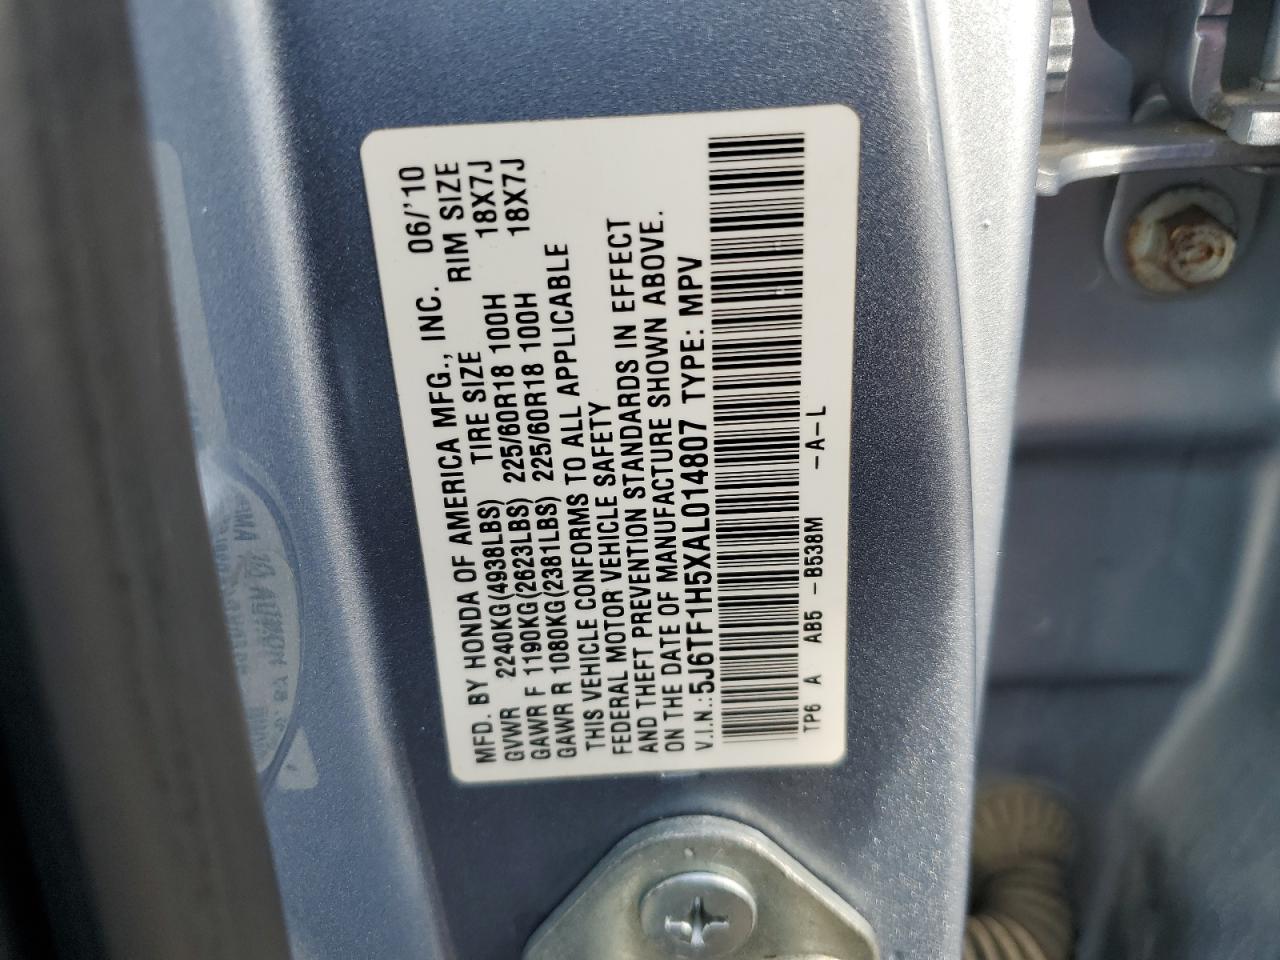 MFD. BY HONDA OF AMERICA MFG., INC. 06/'10
GVWR 2240KG(4938LBS) TIRE SIZE RIM SIZE
GAWR F 1190KG(2623LBS) 225/60R18 100H 18X7J
GAWR R 1080KG(2381LBS) 225/60R18 100H 18X7J
THIS VEHICLE CONFORMS TO ALL APPLICABLE
FEDERAL MOTOR VEHICLE SAFETY
AND THEFT PREVENTION STANDARDS IN EFFECT
ON THE DATE OF MANUFACTURE SHOWN ABOVE.
V.I.N.: 5J6TF1H5XAL014807 TYPE: MPV
TP6 A AB5 - B538M - A - L